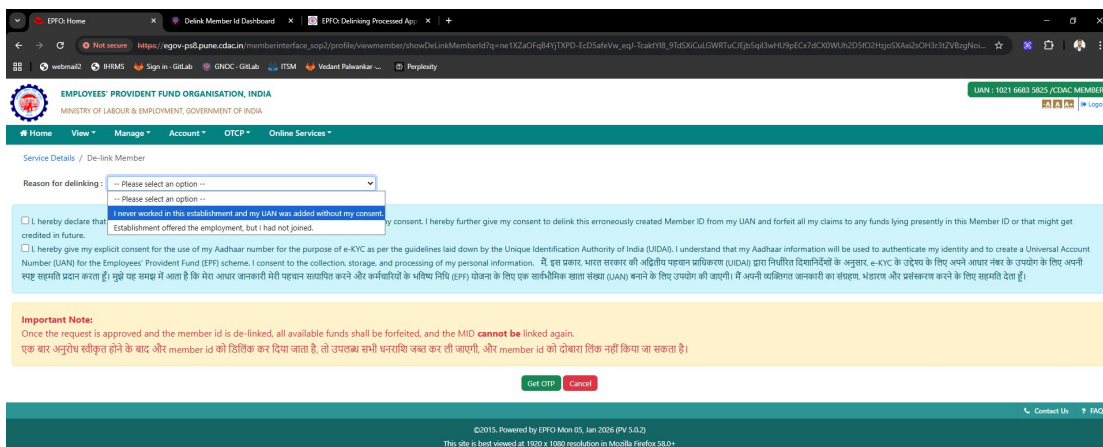 EPFO: Home
Delink Member Id Dashboard
EPFO: Delinking Processed App
Not secure https://egov-ps8.pune.cdac.in/memberinterface_sop2/profile/viewmember/showDeLinkMemberId?q=
webmail2 IHRMS Sign in · GitLab GNOC · GitLab ITSM Vedant Palwankar -... Perplexity
EMPLOYEES' PROVIDENT FUND ORGANISATION, INDIA
MINISTRY OF LABOUR & EMPLOYMENT, GOVERNMENT OF INDIA
UAN : 1021 6683 5825 /CDAC MEMBER
-A A A+ Logo
Home View Manage Account OTCP Online Services
Service Details / De-link Member
Reason for delinking : -- Please select an option --
-- Please select an option --
I never worked in this establishment and my UAN was added without my consent.
Establishment offered the employment, but I had not joined.
I, hereby declare that y consent. I hereby further give my consent to delink this erroneously created Member ID from my UAN and forfeit all my claims to any funds lying presently in this Member ID or that might get
credited in future.
I, hereby give my explicit consent for the use of my Aadhaar number for the purpose of e-KYC as per the guidelines laid down by the Unique Identification Authority of India (UIDAI). I understand that my Aadhaar information will be used to authenticate my identity and to create a Universal Account
Number (UAN) for the Employees' Provident Fund (EPF) scheme. I consent to the collection, storage, and processing of my personal information. मैं, इस प्रकार, भारत सरकार की अद्वितीय पहचान प्राधिकरण (UIDAI) द्वारा निर्धारित दिशानिर्देशों के अनुसार, e-KYC के उद्देश्य के लिए अपने आधार नंबर के उपयोग के लिए अपनी
स्पष्ट सहमति प्रदान करता हूँ। मुझे यह समझ में आता है कि मेरा आधार जानकारी मेरी पहचान सत्यापित करने और कर्मचारियों के भविष्य निधि (EPF) योजना के लिए एक सार्वभौमिक खाता संख्या (UAN) बनाने के लिए उपयोग की जाएगी। मैं अपनी व्यक्तिगत जानकारी का संग्रहण, भंडारण और प्रसंस्करण करने के लिए सहमति देता हूँ।
Important Note:
Once the request is approved and the member id is de-linked, all available funds shall be forfeited, and the MID cannot be linked again.
एक बार अनुरोध स्वीकृत होने के बाद और member id को डिलिंक कर दिया जाता है, तो उपलब्ध सभी धनराशि जब्त कर ली जाएगी, और member id को दोबारा लिंक नहीं किया जा सकता है।
Get OTP Cancel
Contact Us ? FAQ
©2015. Powered by EPFO Mon 05, Jan 2026 (PV 5.0.2)
This site is best viewed at 1920 x 1080 resolution in Mozilla Firefox 58.0+